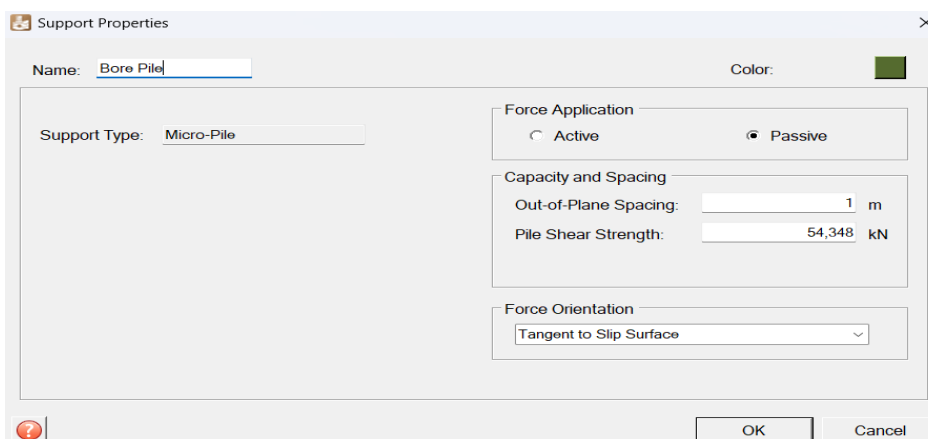 Support Properties
Name: Bore Pile
Color:
Support Type: Micro-Pile
Force Application
Active
Passive
Capacity and Spacing
Out-of-Plane Spacing: 1 m
Pile Shear Strength: 54,348 kN
Force Orientation
Tangent to Slip Surface
?
OK
Cancel